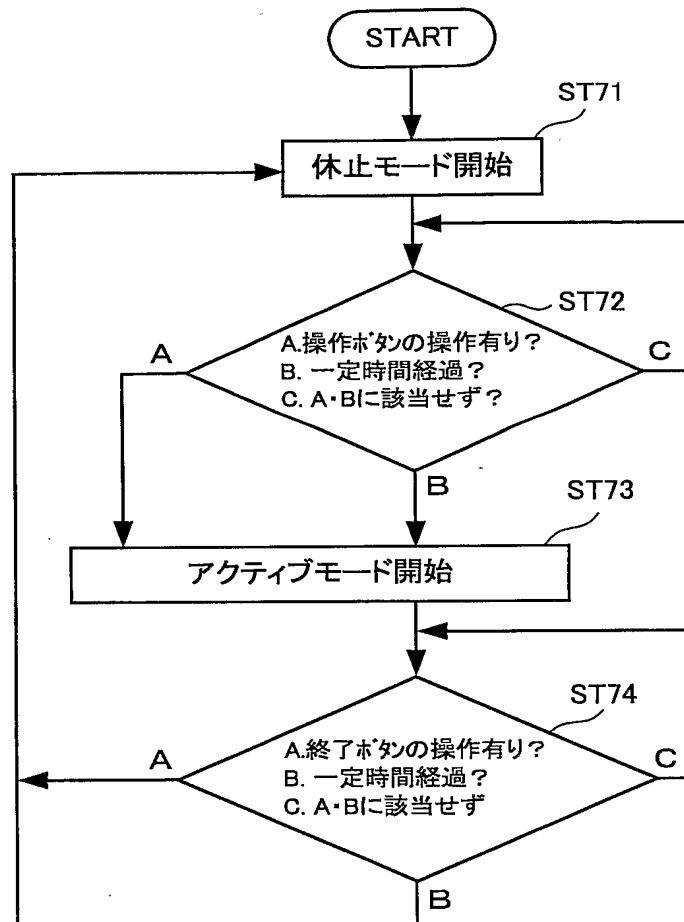 START
ST71
休止モード開始
ST72
A
A.操作ボタンの操作有り?
B. 一定時間経過?
C. A・Bに該当せず?
C
B
ST73
アクティブモード開始
ST74
A
A.終了ボタンの操作有り?
B. 一定時間経過?
C. A・Bに該当せず
C
B